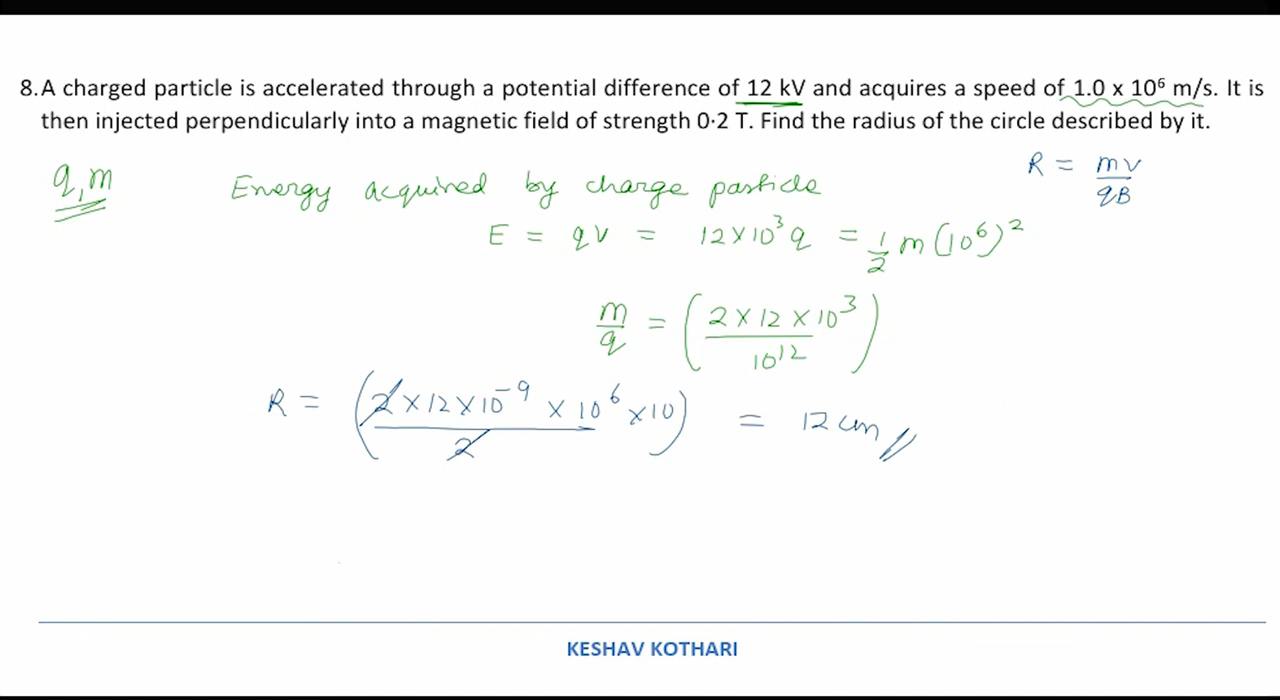 8. A charged particle is accelerated through a potential difference of 12 kV and acquires a speed of 1.0 x 10⁶ m/s. It is
then injected perpendicularly into a magnetic field of strength 0·2 T. Find the radius of the circle described by it.
R = mv / qB
q, m
Energy acquired by charge particle
E = qV = 12 × 10³ q = 1/2 m (10⁶)²
m/q = (2 × 12 × 10³ / 10¹²)
R = (2 × 12 × 10⁻⁹ × 10⁶ × 10 / 2) = 12 cm
KESHAV KOTHARI